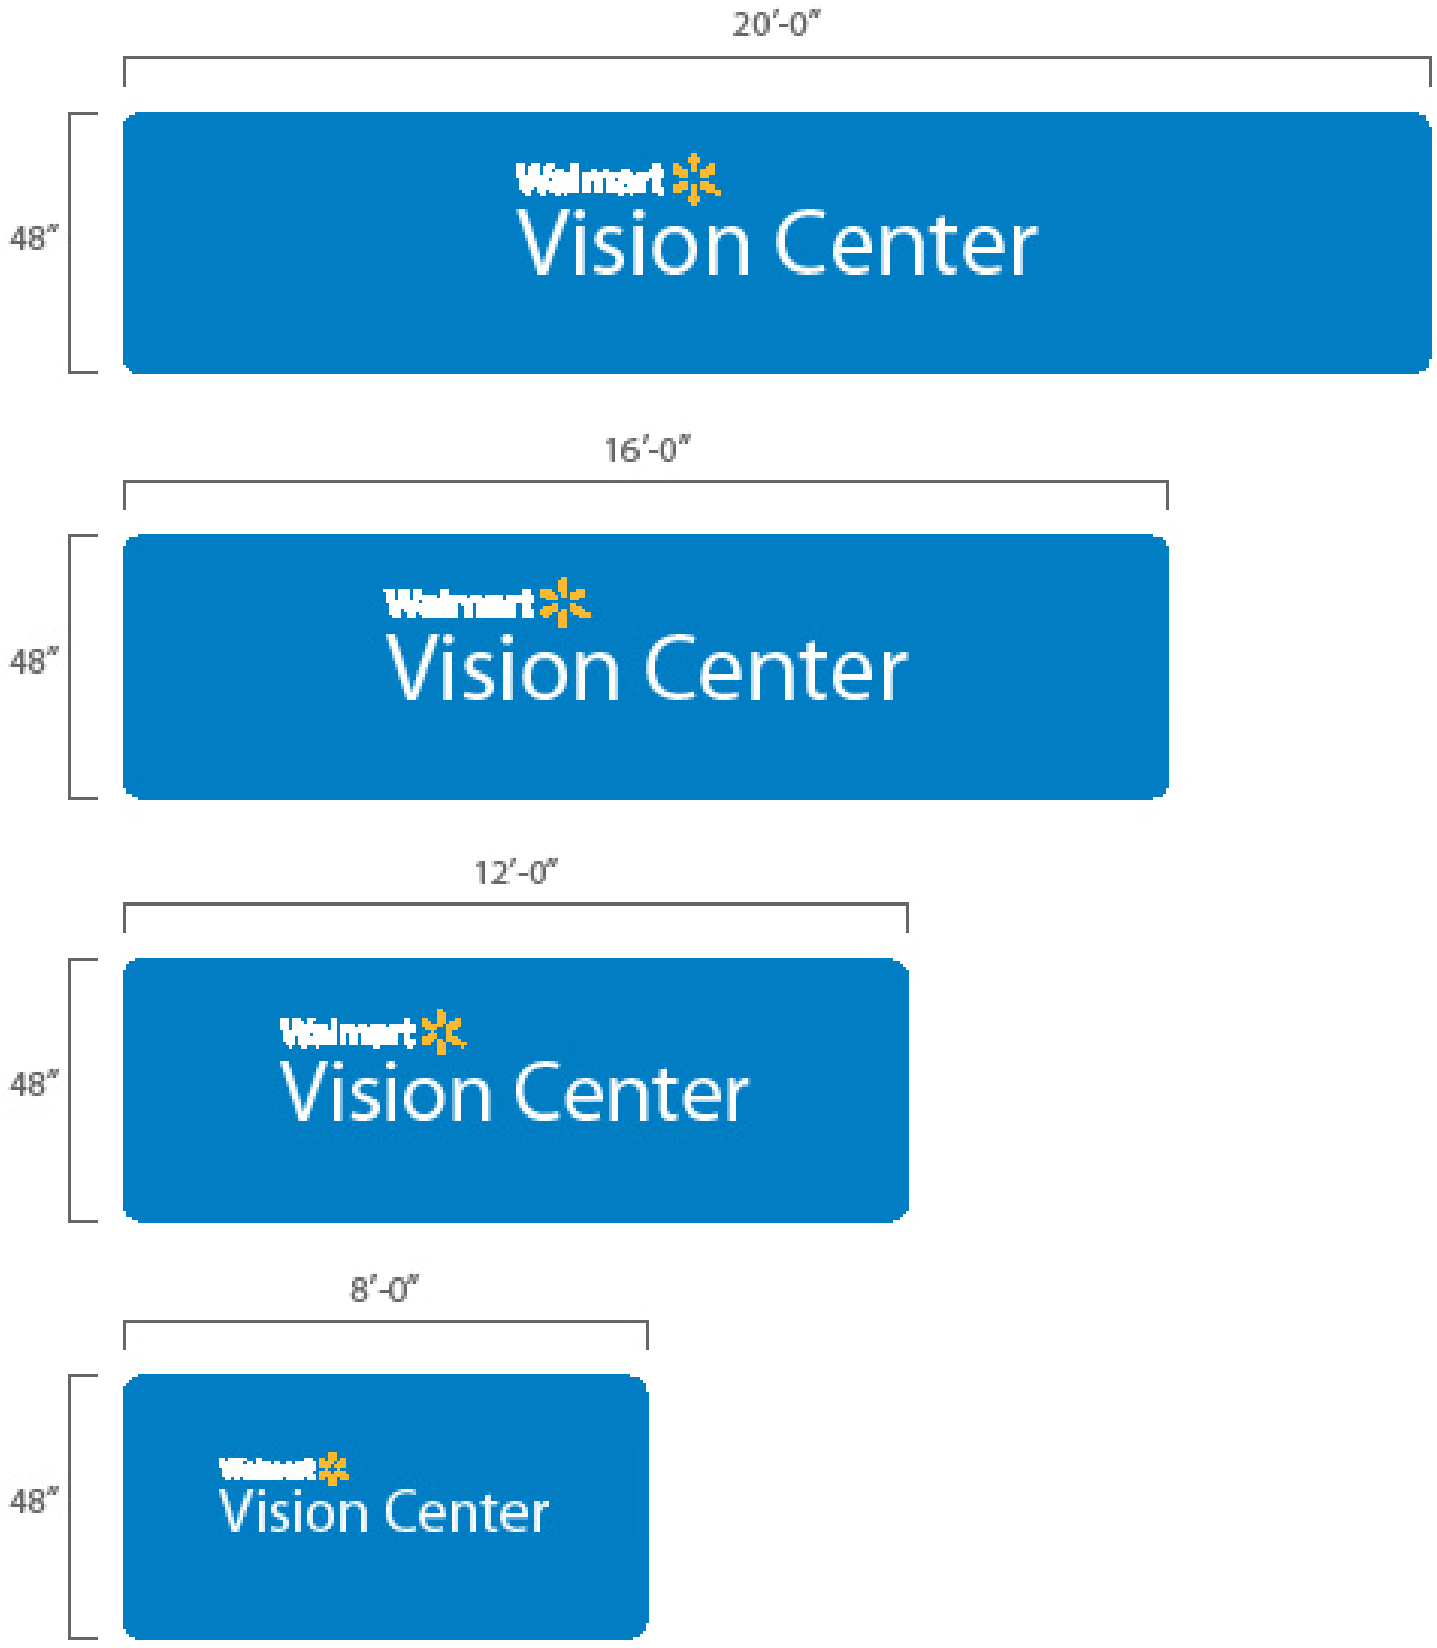 20′-0″
48″
Walmart
Vision Center
16′-0″
48″
Walmart
Vision Center
12′-0″
48″
Walmart
Vision Center
8′-0″
48″
Walmart
Vision Center